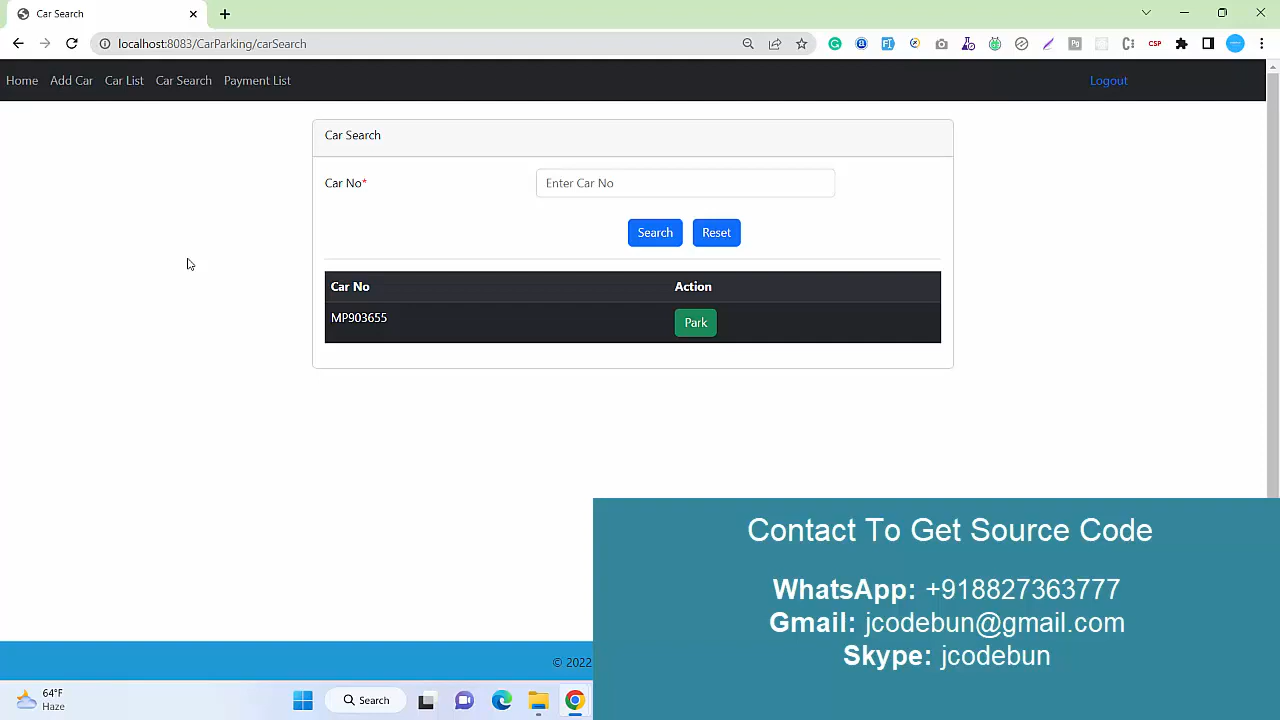 Car Search
localhost:8083/CarParking/carSearch
Home Add Car Car List Car Search Payment List Logout
Car Search
Car No*
Enter Car No
Search Reset
Car No Action
MP903655 Park
Contact To Get Source Code
WhatsApp: +918827363777
Gmail: jcodebun@gmail.com
Skype: jcodebun
© 2022
64°F
Haze
Search